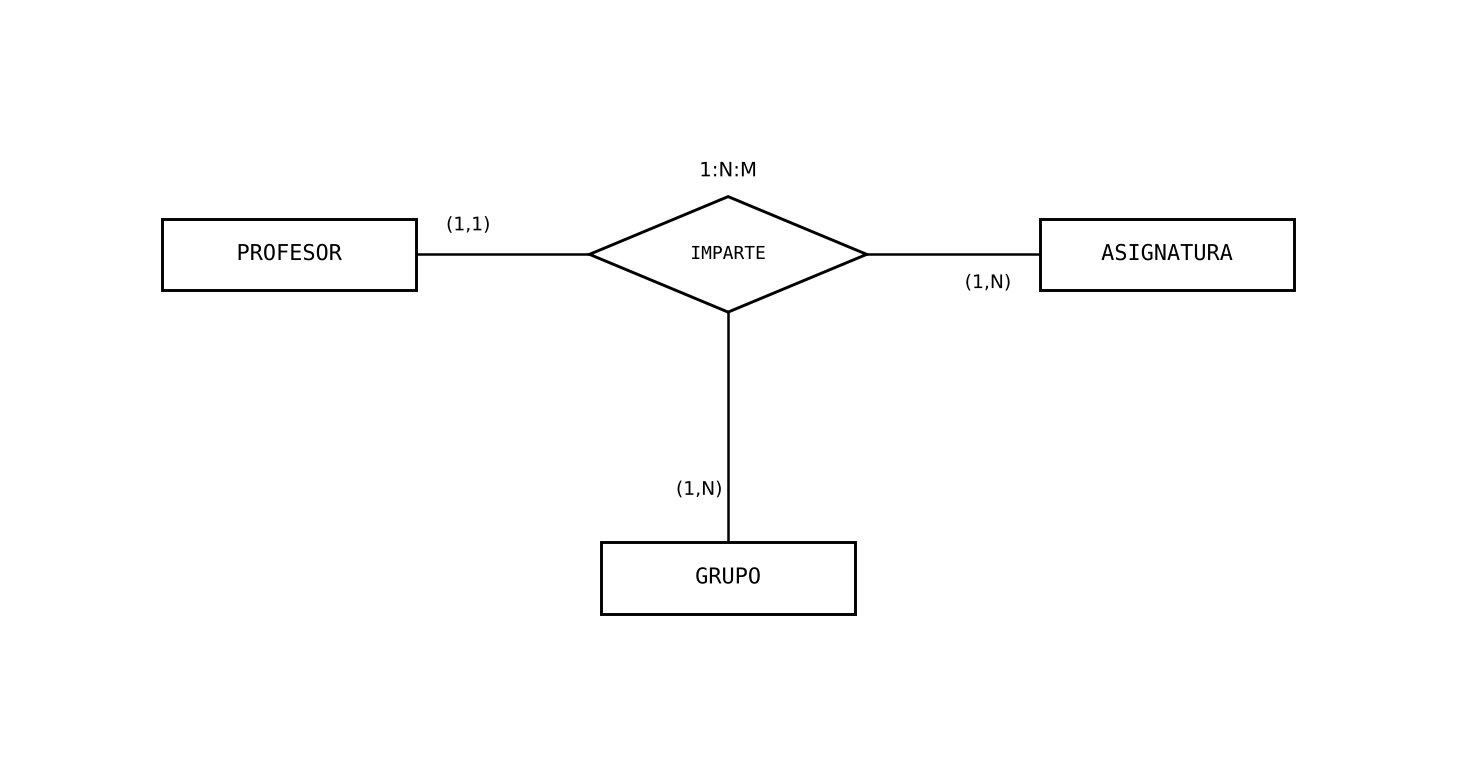 1:N:M
PROFESOR
(1,1)
IMPARTE
(1,N)
ASIGNATURA
(1,N)
GRUPO